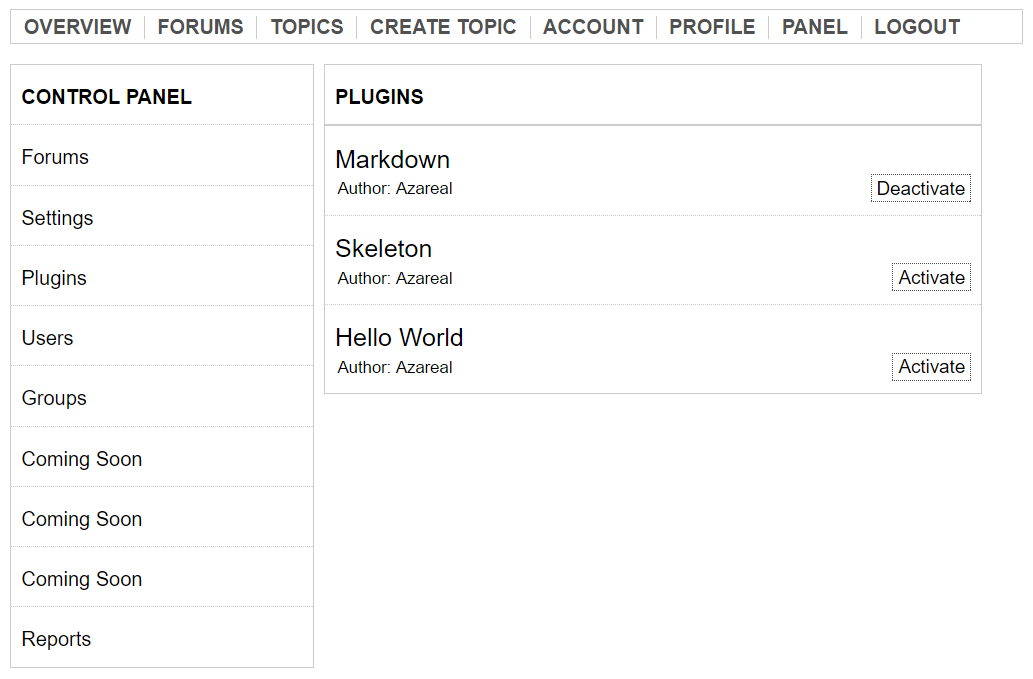 OVERVIEW FORUMS TOPICS CREATE TOPIC ACCOUNT PROFILE PANEL LOGOUT
CONTROL PANEL
Forums
Settings
Plugins
Users
Groups
Coming Soon
Coming Soon
Coming Soon
Reports
PLUGINS
Markdown
Author: Azareal
Deactivate
Skeleton
Author: Azareal
Activate
Hello World
Author: Azareal
Activate